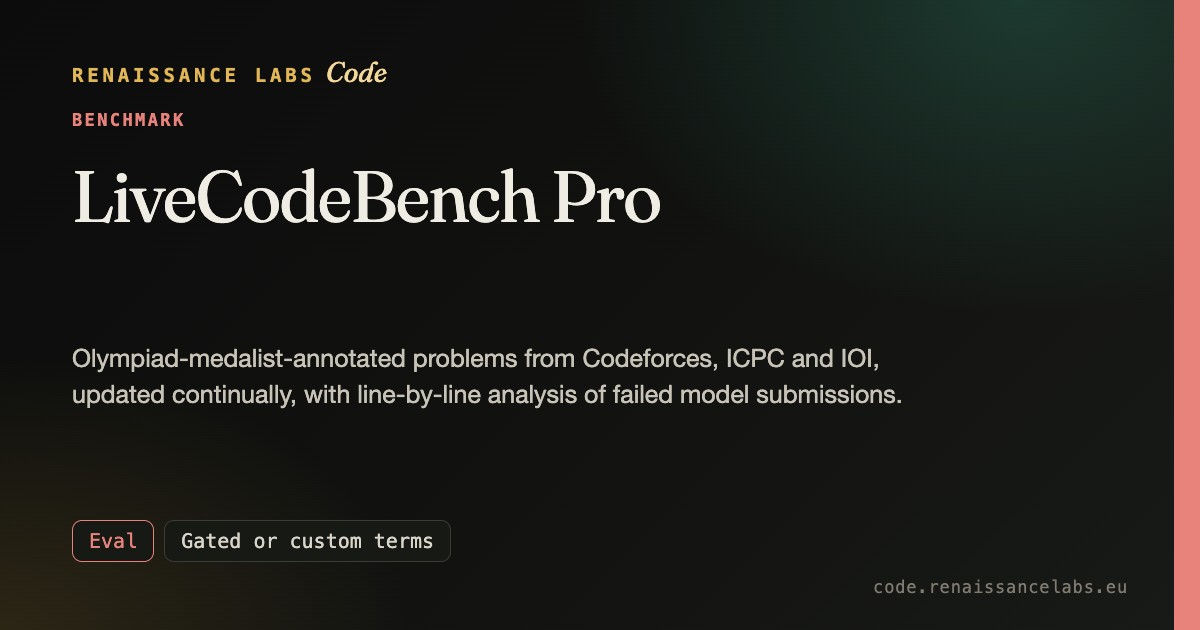 RENAISSANCE LABS Code
BENCHMARK
LiveCodeBench Pro
Olympiad-medalist-annotated problems from Codeforces, ICPC and IOI,
updated continually, with line-by-line analysis of failed model submissions.
Eval
Gated or custom terms
code.renaissancelabs.eu